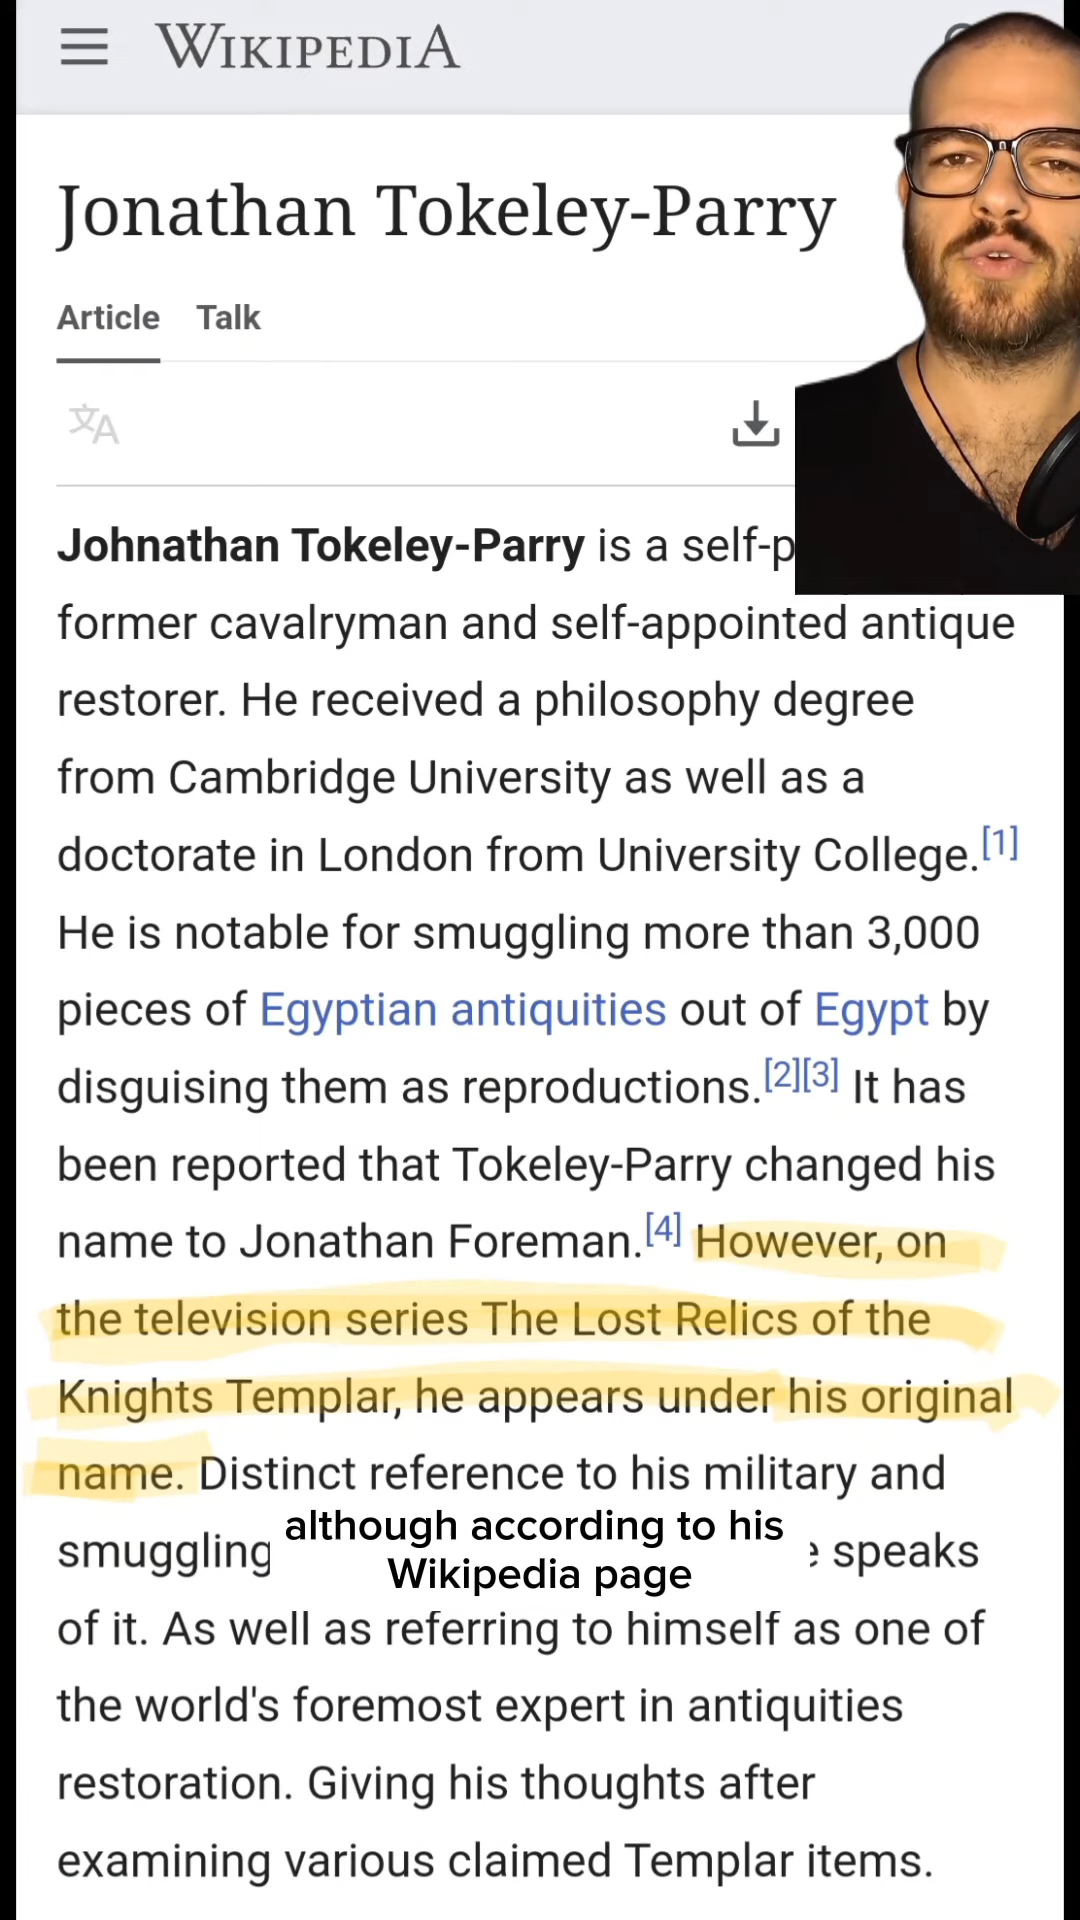 WIKIPEDIA
Jonathan Tokeley-Parry
Article Talk
文A
Johnathan Tokeley-Parry is a self-p
former cavalryman and self-appointed antique
restorer. He received a philosophy degree
from Cambridge University as well as a
doctorate in London from University College.[1]
He is notable for smuggling more than 3,000
pieces of Egyptian antiquities out of Egypt by
disguising them as reproductions.[2][3] It has
been reported that Tokeley-Parry changed his
name to Jonathan Foreman.[4] However, on
the television series The Lost Relics of the
Knights Templar, he appears under his original
name. Distinct reference to his military and
although according to his
Wikipedia page
smuggling speaks
of it. As well as referring to himself as one of
the world's foremost expert in antiquities
restoration. Giving his thoughts after
examining various claimed Templar items.